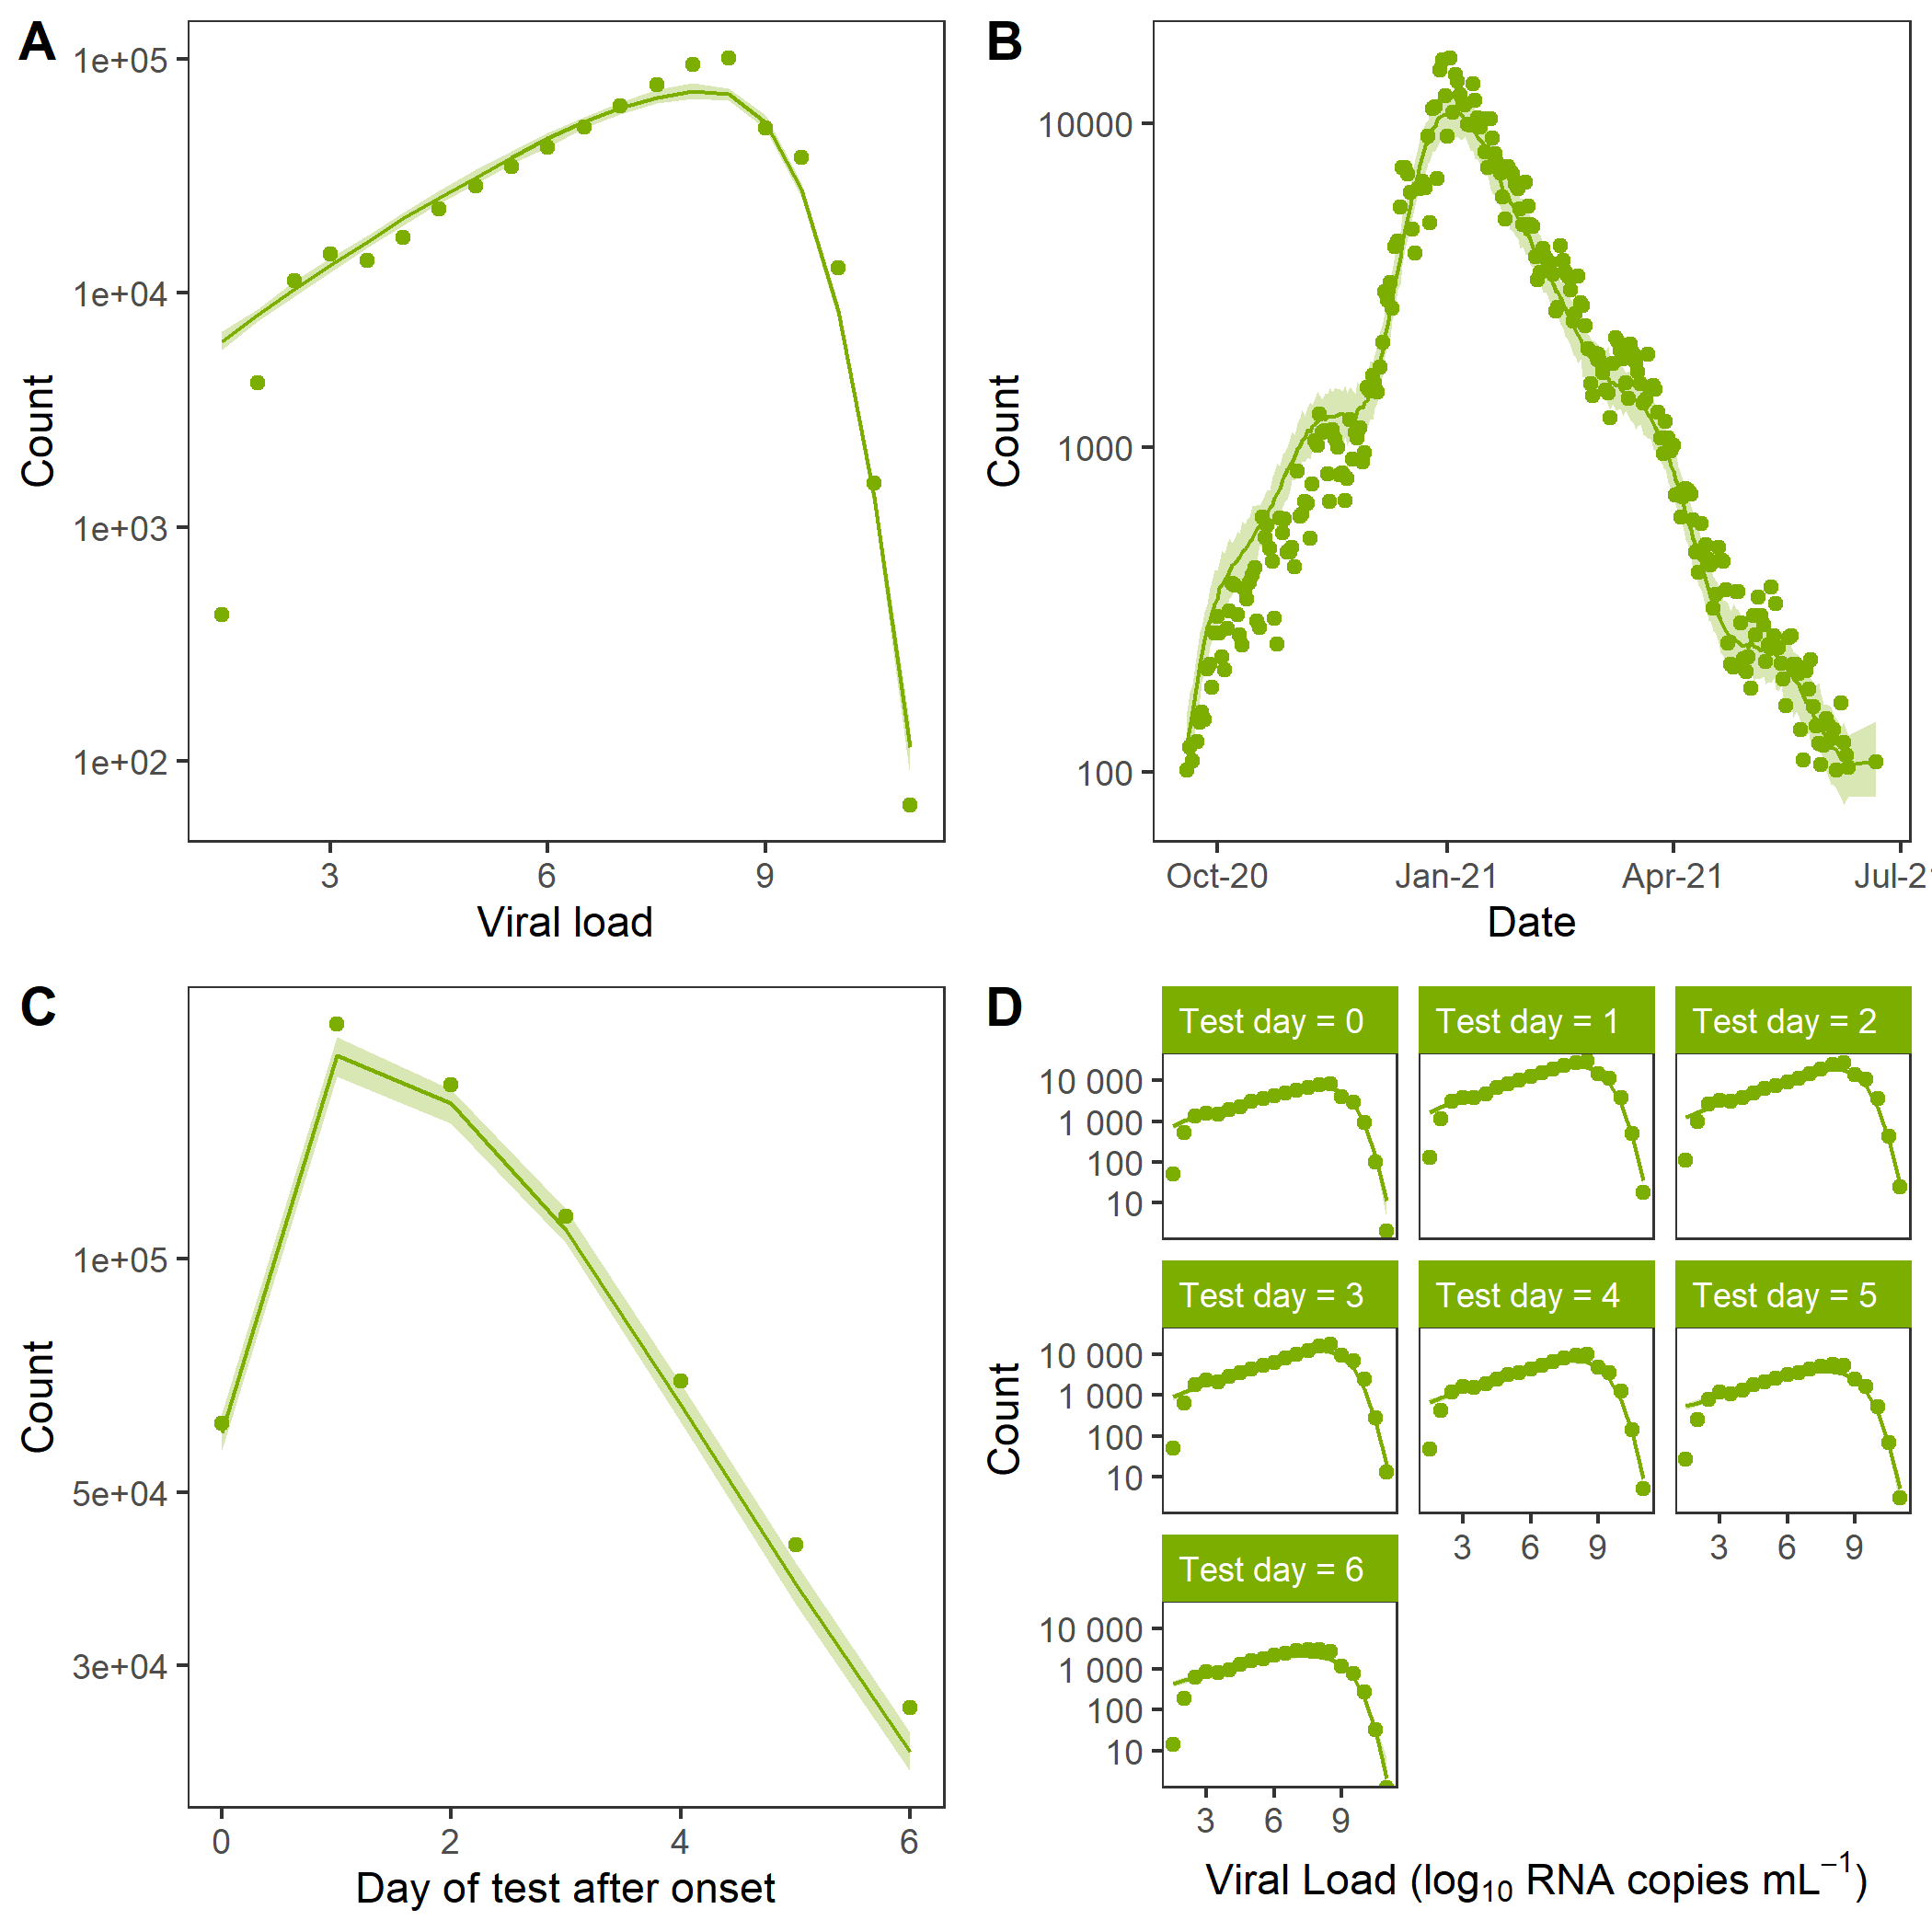 A
Count
1e+05
1e+04
1e+03
1e+02
3 6 9
Viral load
B
Count
10000
1000
100
Oct-20 Jan-21 Apr-21 Jul-2
Date
C
Count
1e+05
5e+04
3e+04
0 2 4 6
Day of test after onset
D
Count
Test day = 0 Test day = 1 Test day = 2
10 000
1 000
100
10
Test day = 3 Test day = 4 Test day = 5
10 000
1 000
100
10
3 6 9 3 6 9
Test day = 6
10 000
1 000
100
10
3 6 9
Viral Load (log₁₀ RNA copies mL⁻¹)